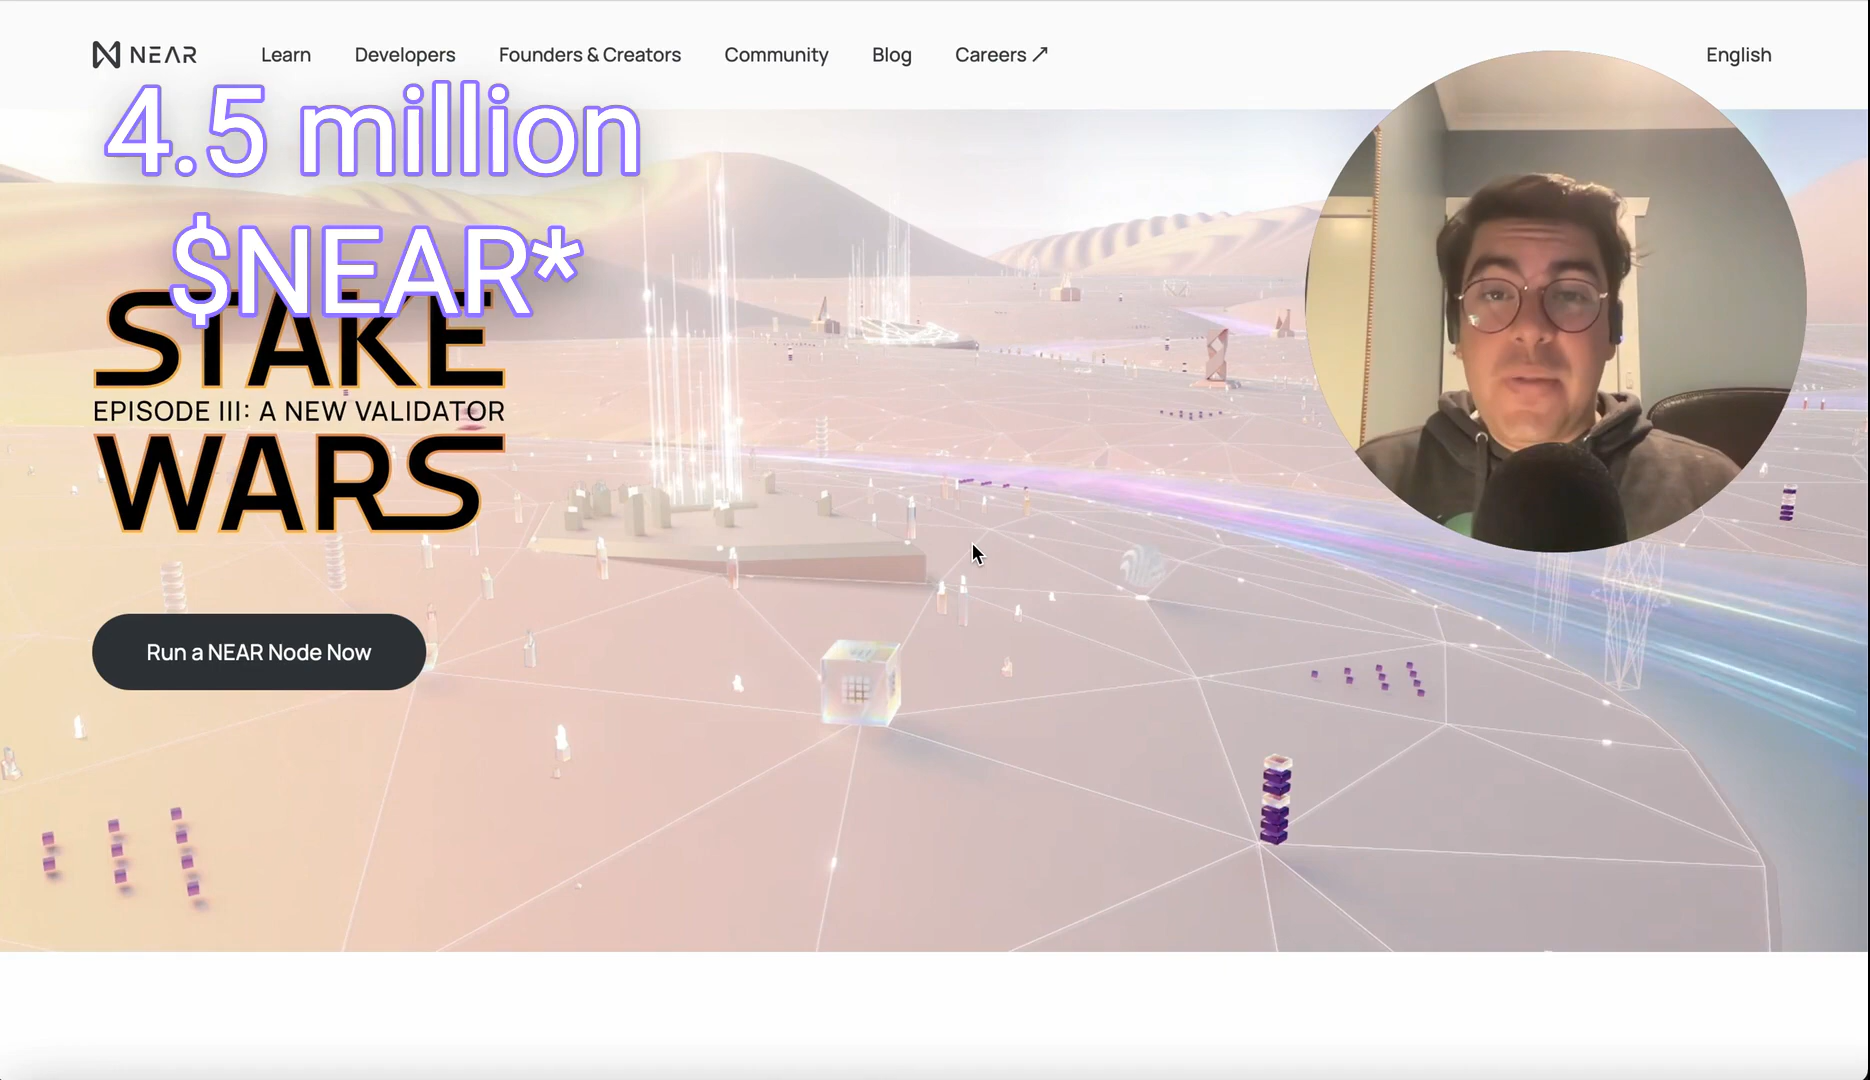 NEAR
Learn
Developers
Founders & Creators
Community
Blog
Careers ↗
English
4.5 million
$NEAR*
STAKE
EPISODE III: A NEW VALIDATOR
WARS
Run a NEAR Node Now